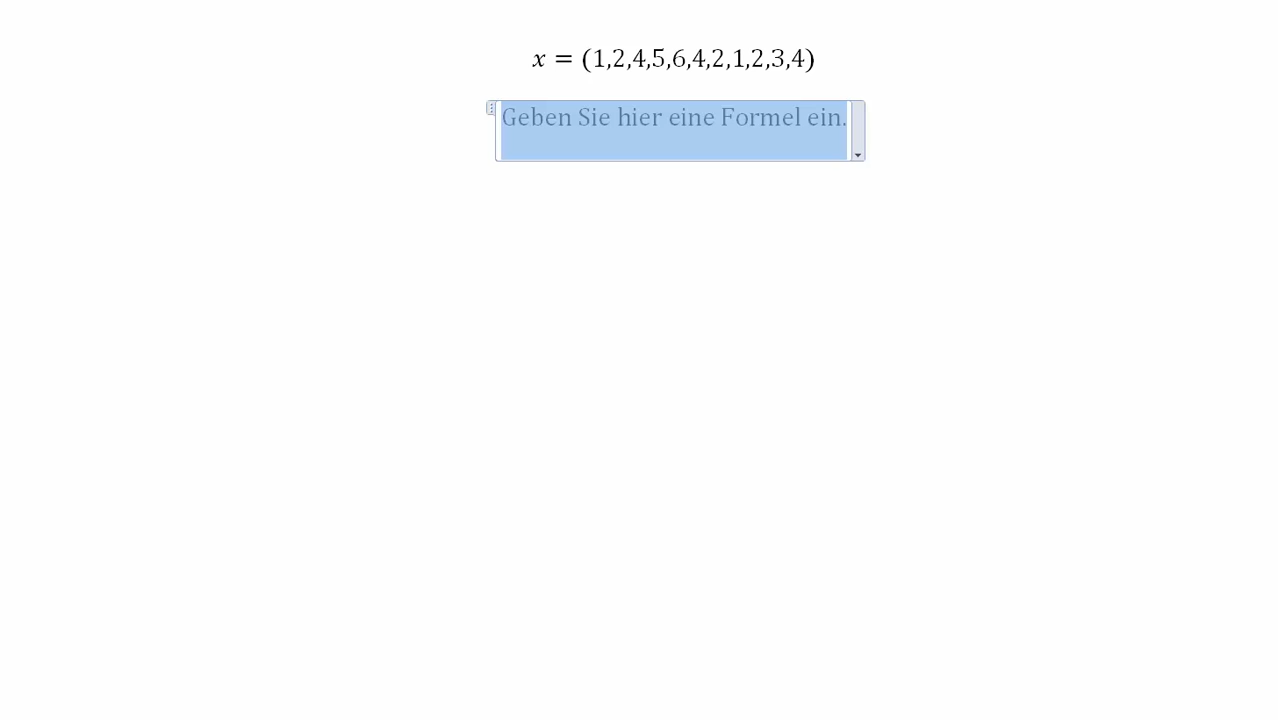 x = (1,2,4,5,6,4,2,1,2,3,4)
Geben Sie hier eine Formel ein.